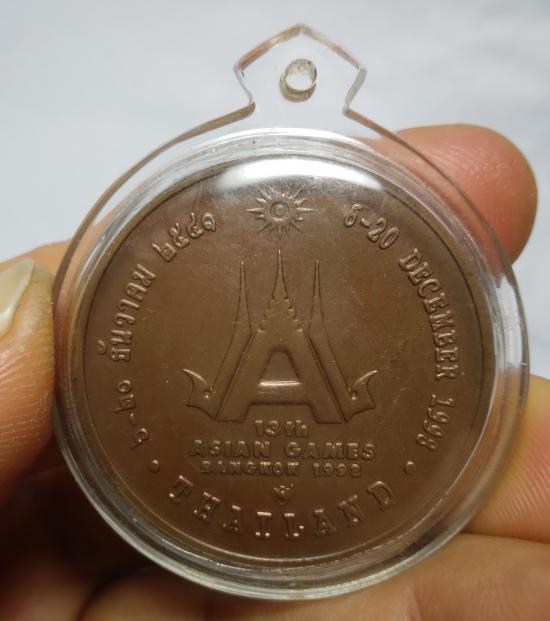 ๖-๒๐ ธันวาคม ๒๕๔๑
6-20 DECEMBER 1998
13th
ASIAN GAMES
BANGKOK 1998
• THAILAND •